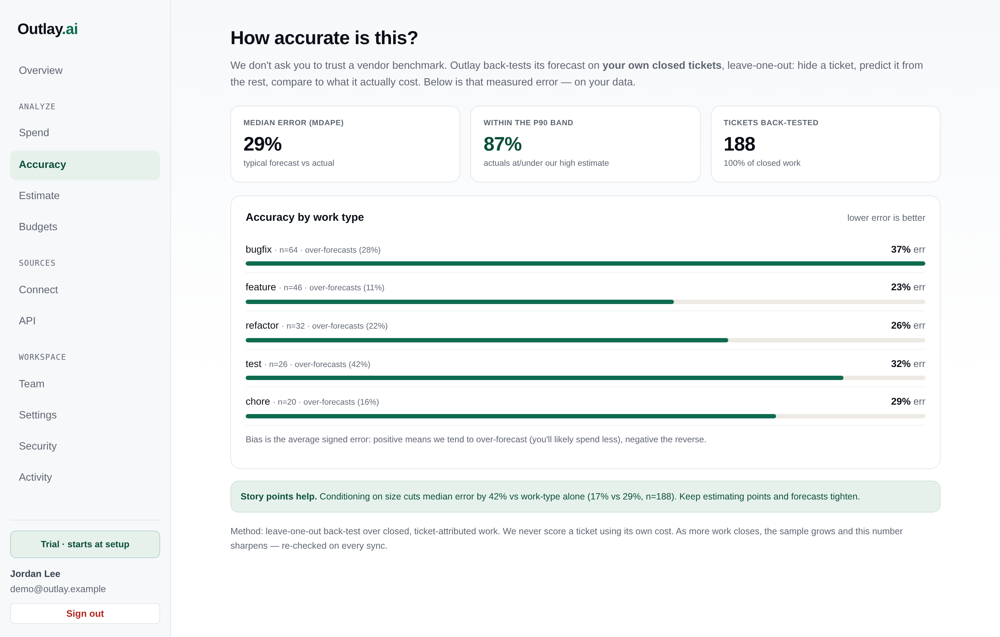 Outlay.ai
Overview
ANALYZE
Spend
Accuracy
Estimate
Budgets
SOURCES
Connect
API
WORKSPACE
Team
Settings
Security
Activity
Trial · starts at setup
Jordan Lee
demo@outlay.example
Sign out
How accurate is this?
We don't ask you to trust a vendor benchmark. Outlay back-tests its forecast on your own closed tickets, leave-one-out: hide a ticket, predict it from
the rest, compare to what it actually cost. Below is that measured error — on your data.
MEDIAN ERROR (MDAPE)
29%
typical forecast vs actual
WITHIN THE P90 BAND
87%
actuals at/under our high estimate
TICKETS BACK-TESTED
188
100% of closed work
Accuracy by work type
lower error is better
bugfix · n=64 · over-forecasts (28%)
37% err
feature · n=46 · over-forecasts (11%)
23% err
refactor · n=32 · over-forecasts (22%)
26% err
test · n=26 · over-forecasts (42%)
32% err
chore · n=20 · over-forecasts (16%)
29% err
Bias is the average signed error: positive means we tend to over-forecast (you'll likely spend less), negative the reverse.
Story points help. Conditioning on size cuts median error by 42% vs work-type alone (17% vs 29%, n=188). Keep estimating points and forecasts tighten.
Method: leave-one-out back-test over closed, ticket-attributed work. We never score a ticket using its own cost. As more work closes, the sample grows and this number
sharpens — re-checked on every sync.